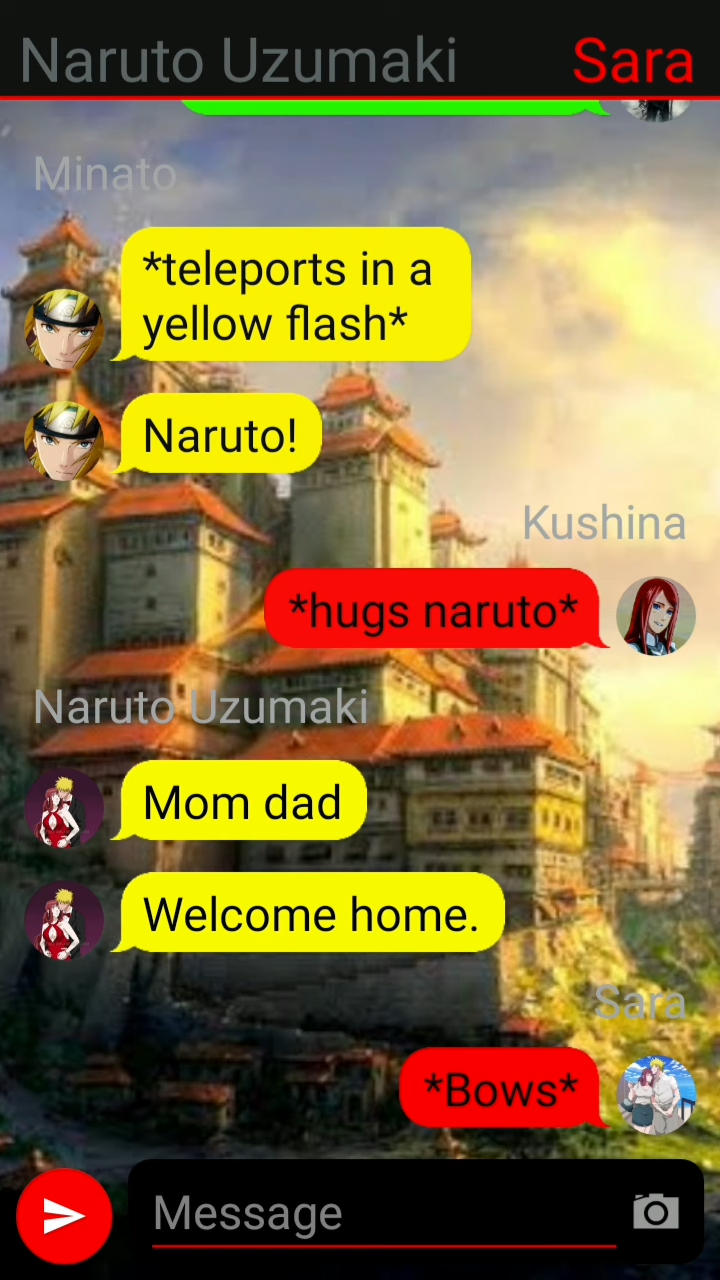 Naruto Uzumaki Sara
Minato
*teleports in a
yellow flash*
Naruto!
Kushina
*hugs naruto*
Naruto Uzumaki
Mom dad
Welcome home.
Sara
*Bows*
Message